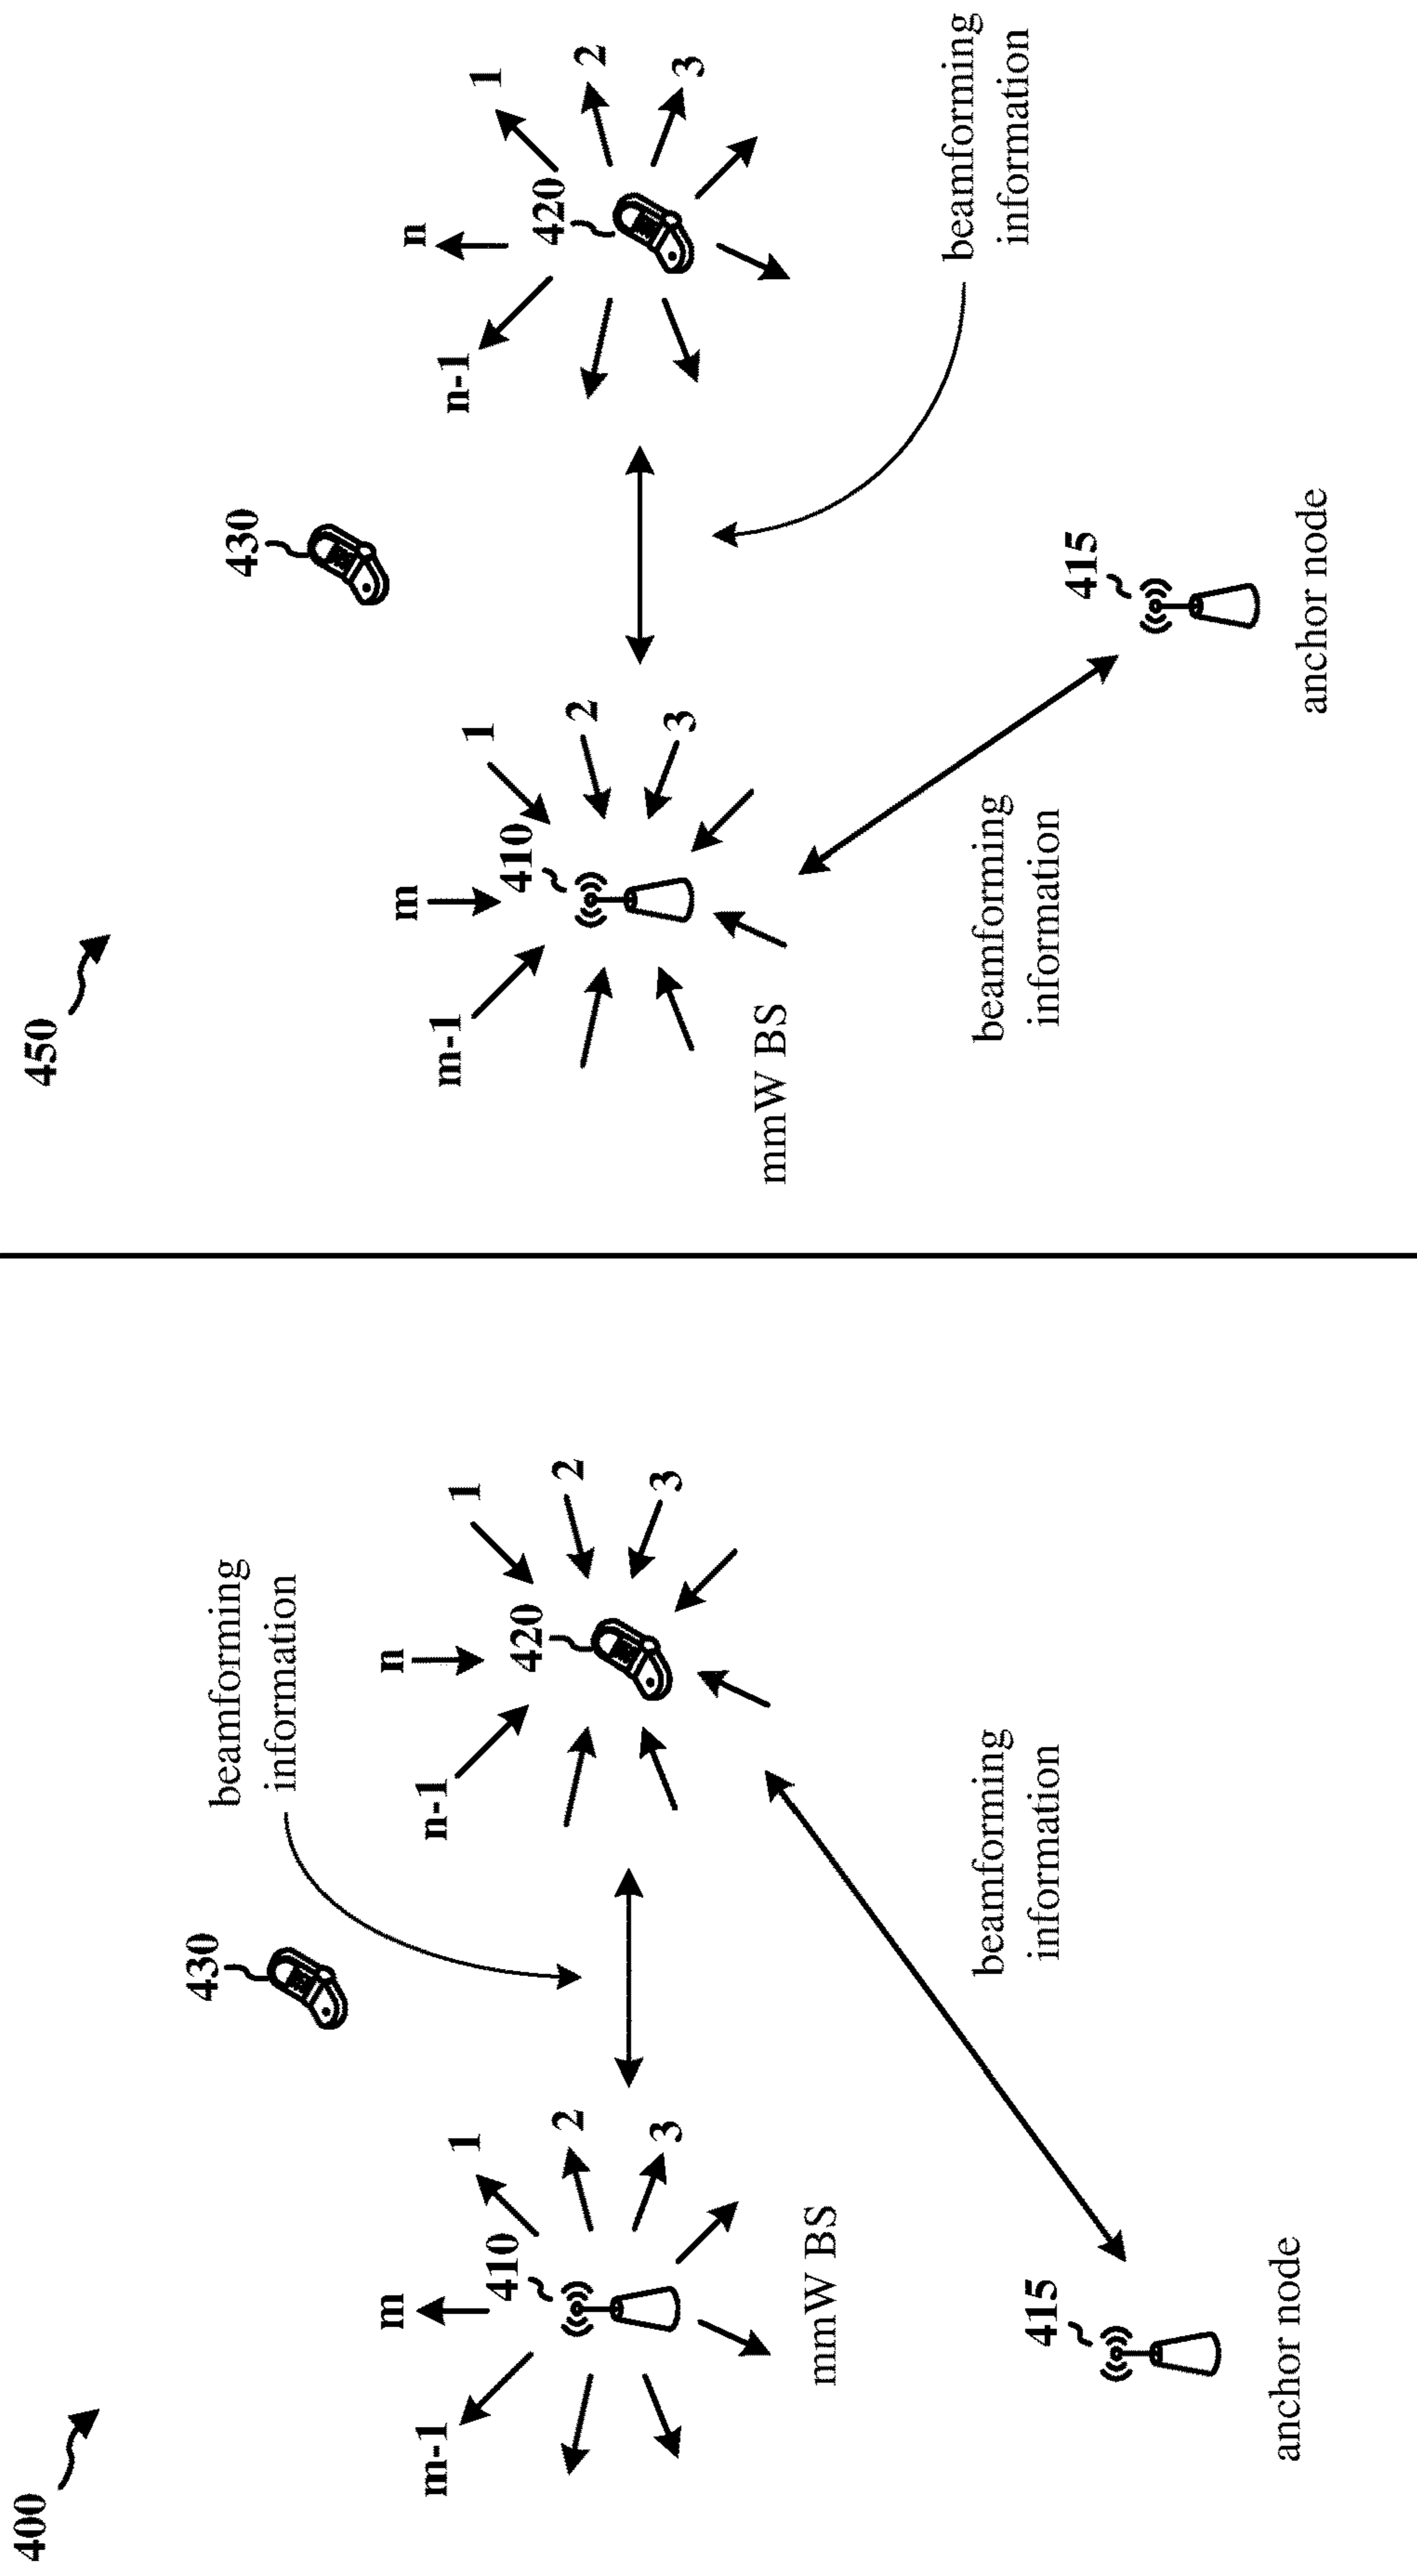 400
430
beamforming
information
m
m-1
1
2
3
410
mmW BS
n
n-1
1
2
3
420
beamforming
information
415
anchor node
450
430
m
m-1
1
2
3
410
mmW BS
n
n-1
1
2
3
420
beamforming
information
beamforming
information
415
anchor node